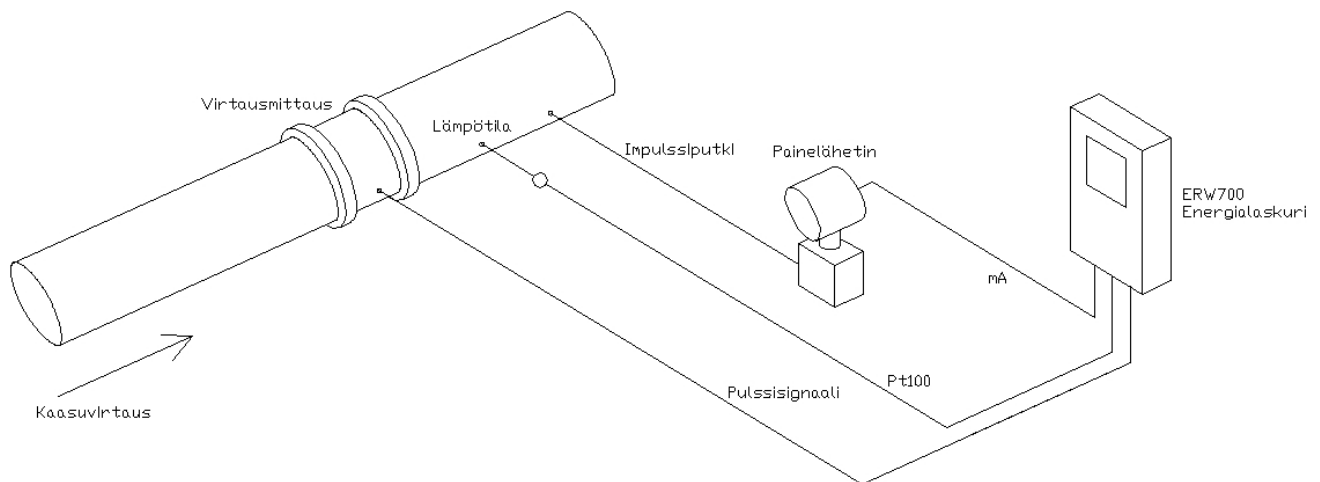 Virtausmittaus
Lämpötila
Impulssiputki
Painelähetin
ERW700
Energialaskuri
mA
Pt100
Pulssisignaali
Kaasuvirtaus